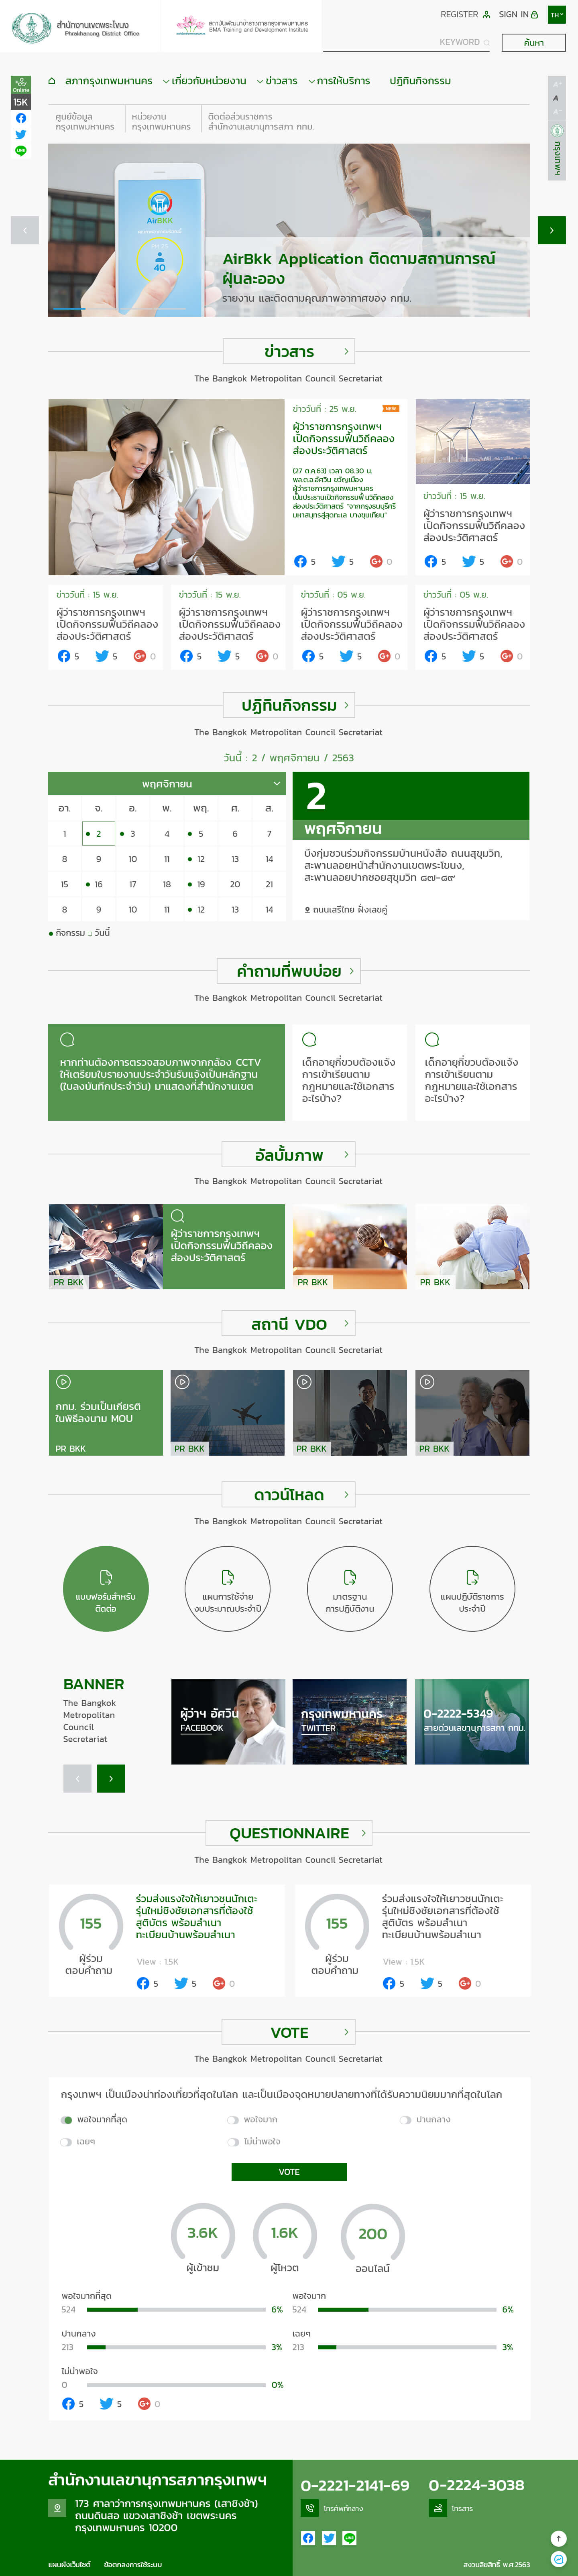 สำนักงานเขตพระโขนง
Phrakhanong District Office
สถาบันพัฒนาข้าราชการกรุงเทพมหานคร
BMA Training and Development Institute
REGISTER
SIGN IN
TH
KEYWORD
ค้นหา
Online
15K
สภากรุงเทพมหานคร
เกี่ยวกับหน่วยงาน
ข่าวสาร
การให้บริการ
ปฏิทินกิจกรรม
A
กรุงเทพฯ
ศูนย์ข้อมูล
กรุงเทพมหานคร
หน่วยงาน
กรุงเทพมหานคร
ติดต่อส่วนราชการ
สำนักงานเลขานุการสภา กทม.
AirBKK
40
AirBkk Application ติดตามสถานการณ์
ฝุ่นละออง
รายงาน และติดตามคุณภาพอากาศของ กทม.
ข่าวสาร
The Bangkok Metropolitan Council Secretariat
ข่าววันที่ : 25 พ.ย.
NEW
ผู้ว่าราชการกรุงเทพฯ
เปิดกิจกรรมฟื้นวิถีคลอง
ส่องประวัติศาสตร์
(27 ต.ค.63) เวลา 08.30 น.
พล.ต.อ.อัศวิน ขวัญเมือง
ผู้ว่าราชการกรุงเทพมหานคร
เป็นประธานเปิดกิจกรรมฟื้นวิถีคลอง
ส่องประวัติศาสตร์ "จากกรุงธนบุรีศรี
มหาสมุทรสู่สุดทะเล บางขุนเทียน"
5 5 0
ข่าววันที่ : 15 พ.ย.
ผู้ว่าราชการกรุงเทพฯ
เปิดกิจกรรมฟื้นวิถีคลอง
ส่องประวัติศาสตร์
5 5 0
ข่าววันที่ : 15 พ.ย.
ผู้ว่าราชการกรุงเทพฯ
เปิดกิจกรรมฟื้นวิถีคลอง
ส่องประวัติศาสตร์
5 5 0
ข่าววันที่ : 15 พ.ย.
ผู้ว่าราชการกรุงเทพฯ
เปิดกิจกรรมฟื้นวิถีคลอง
ส่องประวัติศาสตร์
5 5 0
ข่าววันที่ : 05 พ.ย.
ผู้ว่าราชการกรุงเทพฯ
เปิดกิจกรรมฟื้นวิถีคลอง
ส่องประวัติศาสตร์
5 5 0
ข่าววันที่ : 05 พ.ย.
ผู้ว่าราชการกรุงเทพฯ
เปิดกิจกรรมฟื้นวิถีคลอง
ส่องประวัติศาสตร์
5 5 0
ปฏิทินกิจกรรม
The Bangkok Metropolitan Council Secretariat
วันนี้ : 2 / พฤศจิกายน / 2563
พฤศจิกายน
อา. จ. อ. พ. พฤ. ศ. ส.
1 2 3 4 5 6 7
8 9 10 11 12 13 14
15 16 17 18 19 20 21
8 9 10 11 12 13 14
กิจกรรม วันนี้
2
พฤศจิกายน
บึงกุ่มชวนร่วมกิจกรรมบ้านหนังสือ ถนนสุขุมวิท,
สะพานลอยหน้าสำนักงานเขตพระโขนง,
สะพานลอยปากซอยสุขุมวิท ๘๗-๘๙
ถนนเสรีไทย ฝั่งเลขคู่
คำถามที่พบบ่อย
The Bangkok Metropolitan Council Secretariat
หากท่านต้องการตรวจสอบภาพจากกล้อง CCTV
ให้เตรียมใบรายงานประจำวันรับแจ้งเป็นหลักฐาน
(ใบลงบันทึกประจำวัน) มาแสดงที่สำนักงานเขต
เด็กอายุกี่ขวบต้องแจ้ง
การเข้าเรียนตาม
กฎหมายและใช้เอกสาร
อะไรบ้าง?
เด็กอายุกี่ขวบต้องแจ้ง
การเข้าเรียนตาม
กฎหมายและใช้เอกสาร
อะไรบ้าง?
อัลบั้มภาพ
The Bangkok Metropolitan Council Secretariat
PR BKK
ผู้ว่าราชการกรุงเทพฯ
เปิดกิจกรรมฟื้นวิถีคลอง
ส่องประวัติศาสตร์
PR BKK
PR BKK
สถานี VDO
The Bangkok Metropolitan Council Secretariat
กทม. ร่วมเป็นเกียรติ
ในพิธีลงนาม MOU
PR BKK
PR BKK
PR BKK
PR BKK
ดาวน์โหลด
The Bangkok Metropolitan Council Secretariat
แบบฟอร์มสำหรับ
ติดต่อ
แผนการใช้จ่าย
งบประมาณประจำปี
มาตรฐาน
การปฏิบัติงาน
แผนปฏิบัติราชการ
ประจำปี
BANNER
The Bangkok
Metropolitan
Council
Secretariat
ผู้ว่าฯ อัศวิน
FACEBOOK
กรุงเทพมหานคร
TWITTER
0-2222-5349
สายด่วนเลขานุการสภา กทม.
QUESTIONNAIRE
The Bangkok Metropolitan Council Secretariat
155
ผู้ร่วม
ตอบคำถาม
ร่วมส่งแรงใจให้เยาวชนนักเตะ
รุ่นใหม่ชิงชัยเอกสารที่ต้องใช้
สูติบัตร พร้อมสำเนา
ทะเบียนบ้านพร้อมสำเนา
View : 1.5K
5 5 0
155
ผู้ร่วม
ตอบคำถาม
ร่วมส่งแรงใจให้เยาวชนนักเตะ
รุ่นใหม่ชิงชัยเอกสารที่ต้องใช้
สูติบัตร พร้อมสำเนา
ทะเบียนบ้านพร้อมสำเนา
View : 1.5K
5 5 0
VOTE
The Bangkok Metropolitan Council Secretariat
กรุงเทพฯ เป็นเมืองน่าท่องเที่ยวที่สุดในโลก และเป็นเมืองจุดหมายปลายทางที่ได้รับความนิยมมากที่สุดในโลก
พอใจมากที่สุด
พอใจมาก
ปานกลาง
เฉยๆ
ไม่น่าพอใจ
VOTE
3.6K
ผู้เข้าชม
1.6K
ผู้โหวต
200
ออนไลน์
พอใจมากที่สุด
524 6%
พอใจมาก
524 6%
ปานกลาง
213 3%
เฉยๆ
213 3%
ไม่น่าพอใจ
0 0%
5 5 0
สำนักงานเลขานุการสภากรุงเทพฯ
173 ศาลาว่าการกรุงเทพมหานคร (เสาชิงช้า)
ถนนดินสอ แขวงเสาชิงช้า เขตพระนคร
กรุงเทพมหานคร 10200
แผนผังเว็บไซต์
ข้อตกลงการใช้ระบบ
0-2221-2141-69
โทรศัพท์กลาง
0-2224-3038
โทรสาร
สงวนลิขสิทธิ์ พ.ศ.2563